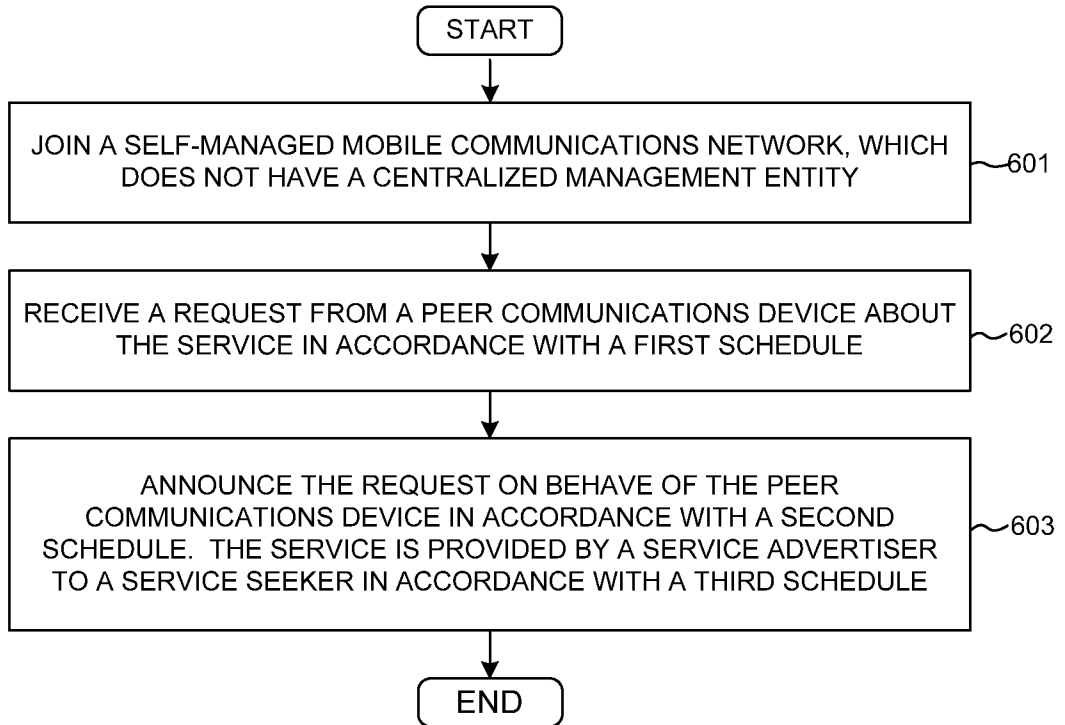 START
JOIN A SELF-MANAGED MOBILE COMMUNICATIONS NETWORK, WHICH
DOES NOT HAVE A CENTRALIZED MANAGEMENT ENTITY
601
RECEIVE A REQUEST FROM A PEER COMMUNICATIONS DEVICE ABOUT
THE SERVICE IN ACCORDANCE WITH A FIRST SCHEDULE
602
ANNOUNCE THE REQUEST ON BEHAVE OF THE PEER
COMMUNICATIONS DEVICE IN ACCORDANCE WITH A SECOND
SCHEDULE. THE SERVICE IS PROVIDED BY A SERVICE ADVERTISER
TO A SERVICE SEEKER IN ACCORDANCE WITH A THIRD SCHEDULE
603
END